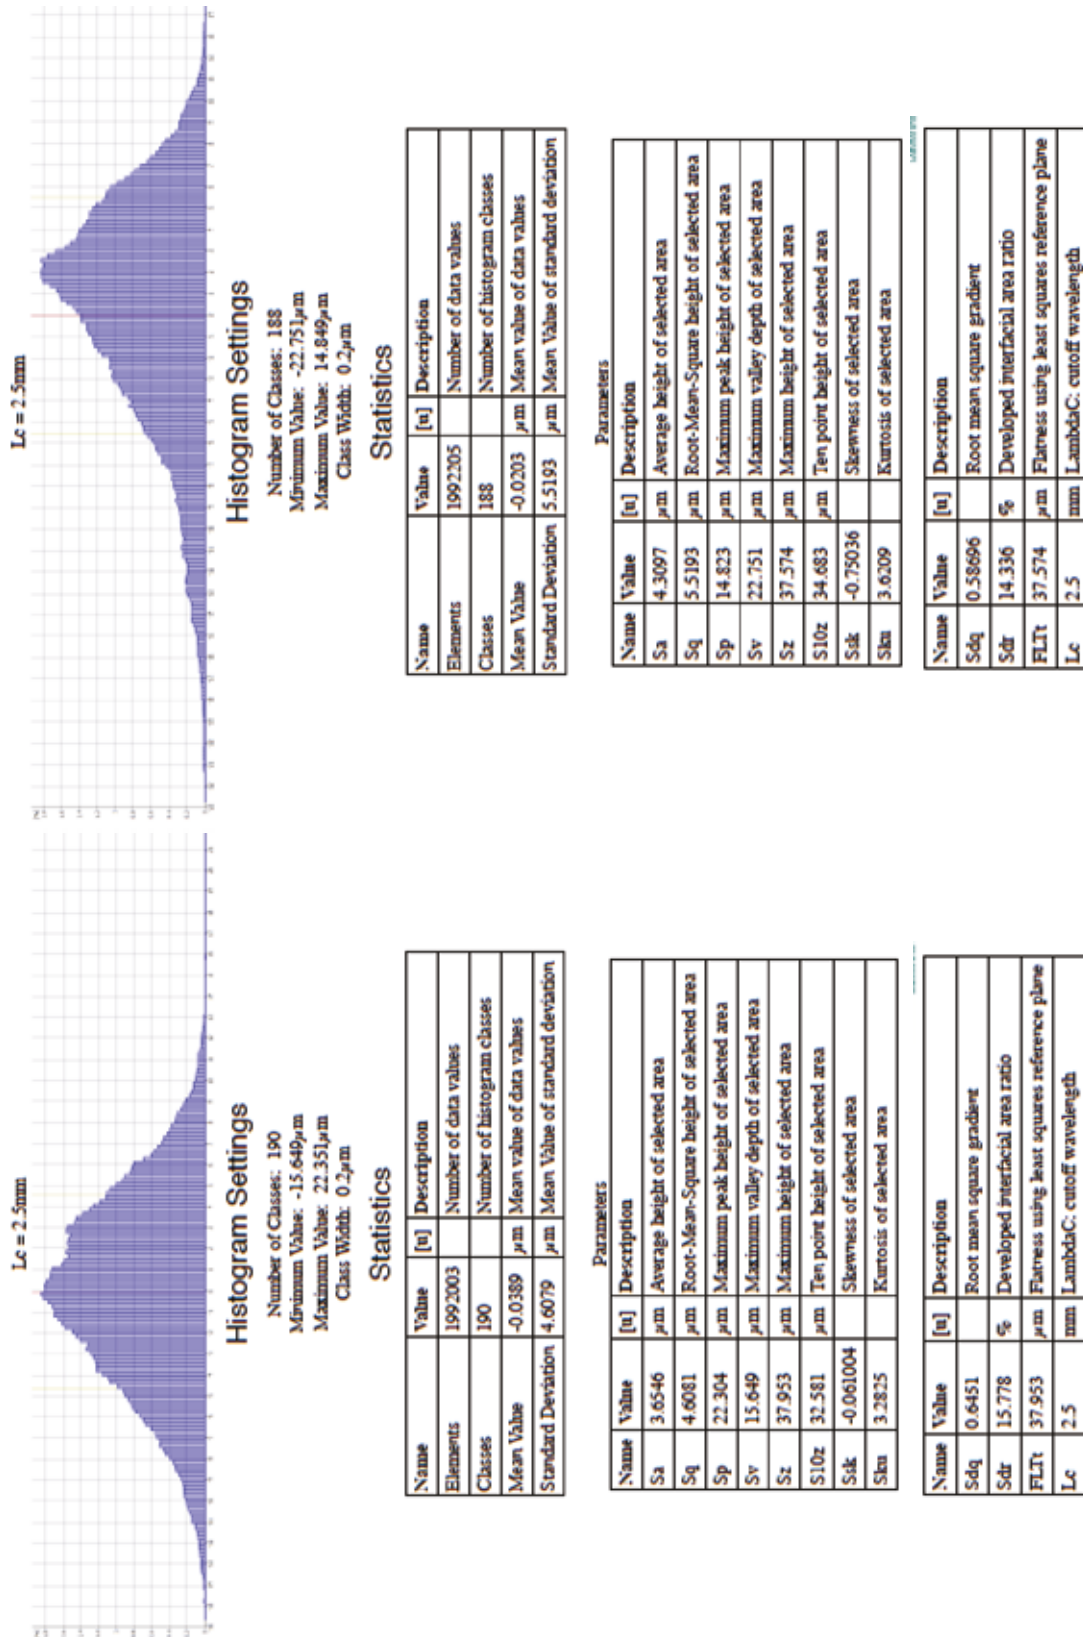 Lc = 2.5mm
Histogram Settings
Number of Classes: 190
Minimum Value: -15.649µm
Maximum Value: 22.351µm
Class Width: 0.2µm
Statistics
Name Value [u] Description
Elements 1992003 Number of data values
Classes 190 Number of histogram classes
Mean Value -0.0389 µm Mean value of data values
Standard Deviation 4.6079 µm Mean Value of standard deviation
Parameters
Name Value [u] Description
Sa 3.6546 µm Average height of selected area
Sq 4.6081 µm Root-Mean-Square height of selected area
Sp 22.304 µm Maximum peak height of selected area
Sv 15.649 µm Maximum valley depth of selected area
Sz 37.953 µm Maximum height of selected area
S10z 32.581 µm Ten point height of selected area
Ssk -0.061004 Skewness of selected area
Sku 3.2825 Kurtosis of selected area
Name Value [u] Description
Sdq 0.6451 Root mean square gradient
Sdr 15.778 % Developed interfacial area ratio
FLTt 37.953 µm Flatness using least squares reference plane
Lc 2.5 mm LambdaC: cutoff wavelength
Lc = 2.5mm
Histogram Settings
Number of Classes: 188
Minimum Value: -22.751µm
Maximum Value: 14.849µm
Class Width: 0.2µm
Statistics
Name Value [u] Description
Elements 1992205 Number of data values
Classes 188 Number of histogram classes
Mean Value -0.0203 µm Mean value of data values
Standard Deviation 5.5193 µm Mean Value of standard deviation
Parameters
Name Value [u] Description
Sa 4.3097 µm Average height of selected area
Sq 5.5193 µm Root-Mean-Square height of selected area
Sp 14.823 µm Maximum peak height of selected area
Sv 22.751 µm Maximum valley depth of selected area
Sz 37.574 µm Maximum height of selected area
S10z 34.683 µm Ten point height of selected area
Ssk -0.75036 Skewness of selected area
Sku 3.6209 Kurtosis of selected area
Name Value [u] Description
Sdq 0.58696 Root mean square gradient
Sdr 14.336 % Developed interfacial area ratio
FLTt 37.574 µm Flatness using least squares reference plane
Lc 2.5 mm LambdaC: cutoff wavelength